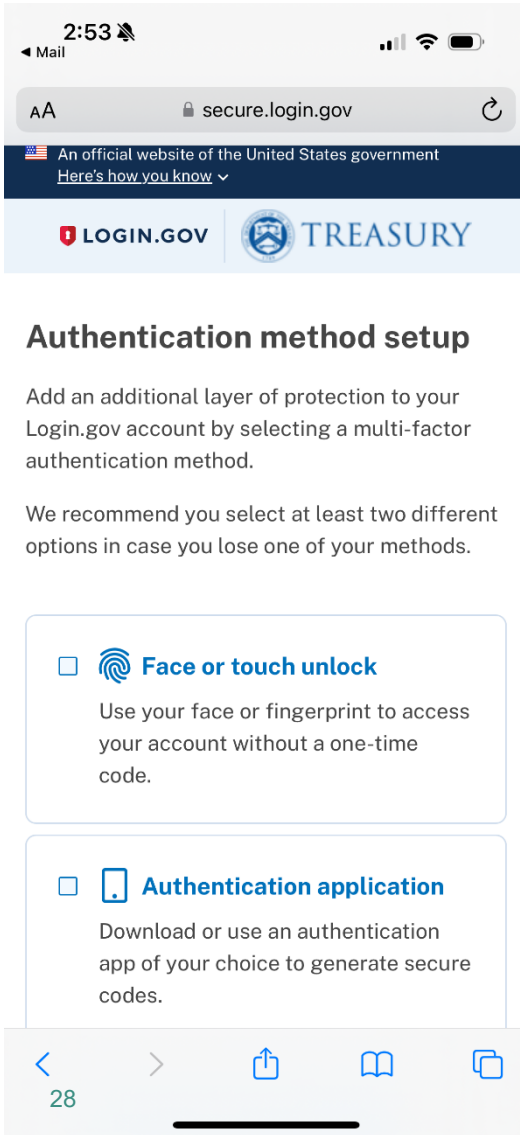 2:53
◀ Mail
AA secure.login.gov
An official website of the United States government
Here's how you know
LOGIN.GOV TREASURY
Authentication method setup
Add an additional layer of protection to your
Login.gov account by selecting a multi-factor
authentication method.
We recommend you select at least two different
options in case you lose one of your methods.
Face or touch unlock
Use your face or fingerprint to access
your account without a one-time
code.
Authentication application
Download or use an authentication
app of your choice to generate secure
codes.
28